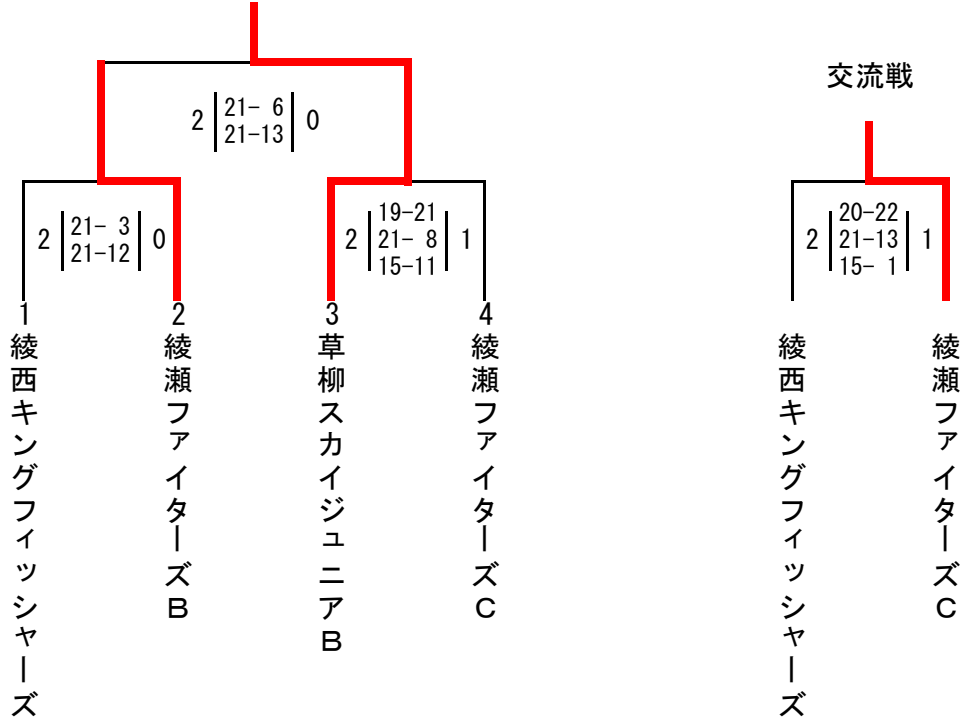 交流戦
2 21- 6 0
21-13
2 21- 3 0
21-12
2 19-21 1
21- 8
15-11
2 20-22 1
21-13
15- 1
1 綾西キングフィッシャーズ
2 綾瀬ファイターズB
3 草柳スカイジュニアB
4 綾瀬ファイターズC
綾西キングフィッシャーズ
綾瀬ファイターズC